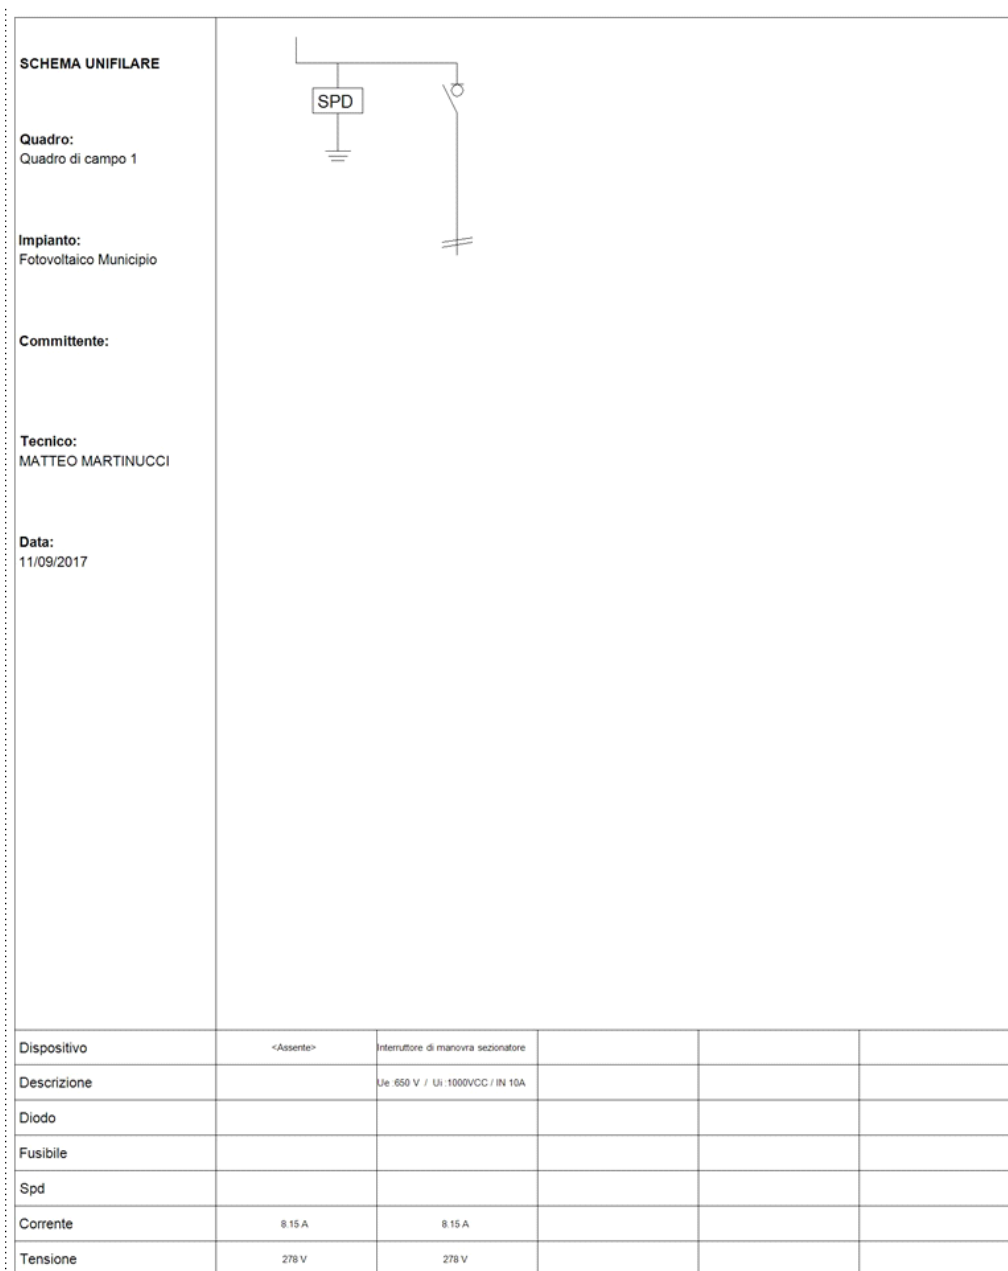 SCHEMA UNIFILARE
SPD
Quadro:
Quadro di campo 1
Impianto:
Fotovoltaico Municipio
Committente:
Tecnico:
MATTEO MARTINUCCI
Data:
11/09/2017
Dispositivo <Assente> Interruttore di manovra sezionatore
Descrizione Ue :650 V / Ui :1000VCC / IN 10A
Diodo
Fusibile
Spd
Corrente 8.15 A 8.15 A
Tensione 278 V 278 V